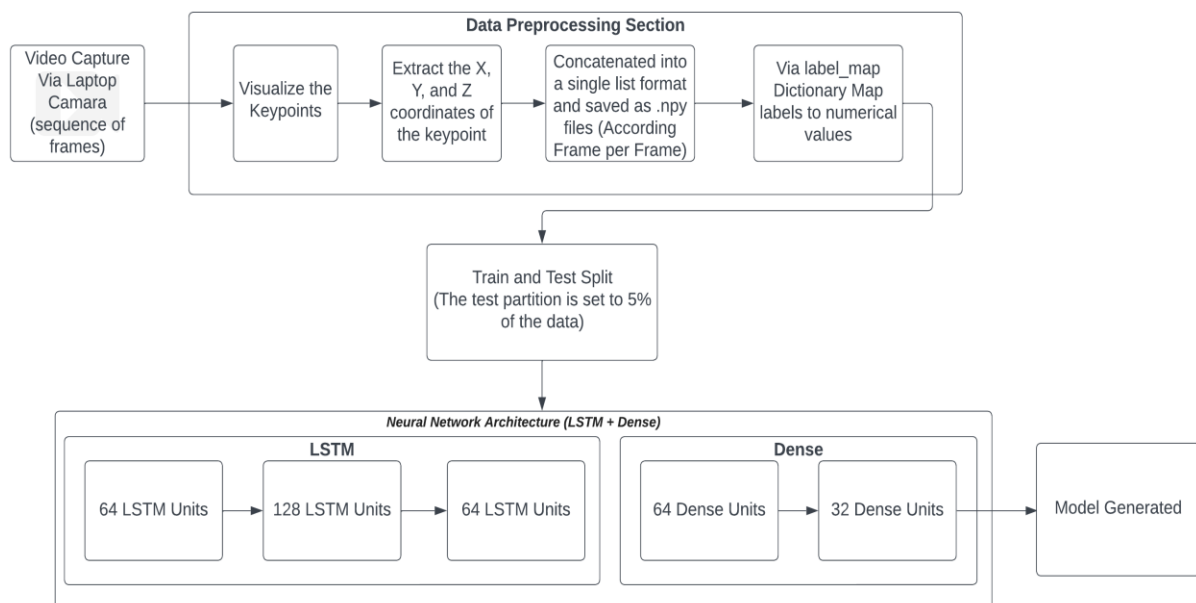 Data Preprocessing Section
Video Capture
Via Laptop
Camara
(sequence of
frames)
Visualize the
Keypoints
Extract the X,
Y, and Z
coordinates
of the
keypoint
Concatenated into
a single list format
and saved as .npy
files (According
Frame per Frame)
Via label_map
Dictionary Map
labels to numerical
values
Train and Test Split
(The test partition is set to 5%
of the data)
Neural Network Architecture (LSTM + Dense)
LSTM
64 LSTM Units
128 LSTM Units
64 LSTM Units
Dense
64 Dense Units
32 Dense Units
Model Generated